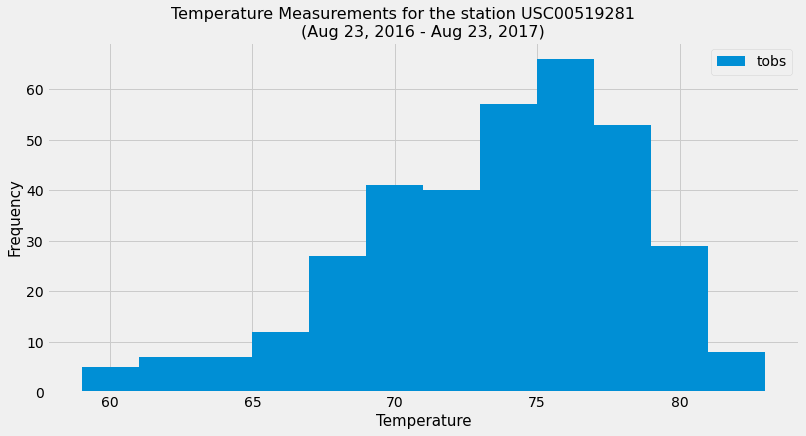 Temperature Measurements for the station USC00519281
(Aug 23, 2016 - Aug 23, 2017)
tobs
Frequency
60
50
40
30
20
10
0
60 65 70 75 80
Temperature